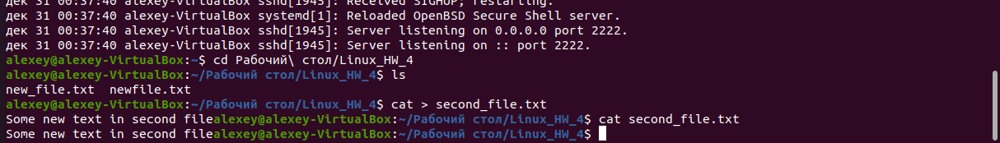 дек 31 00:37:40 alexey-VirtualBox sshd[1945]: Received SIGHUP; restarting.
дек 31 00:37:40 alexey-VirtualBox systemd[1]: Reloaded OpenBSD Secure Shell server.
дек 31 00:37:40 alexey-VirtualBox sshd[1945]: Server listening on 0.0.0.0 port 2222.
дек 31 00:37:40 alexey-VirtualBox sshd[1945]: Server listening on :: port 2222.
alexey@alexey-VirtualBox:~$ cd Рабочий\ стол/Linux_HW_4
alexey@alexey-VirtualBox:~/Рабочий стол/Linux_HW_4$ ls
new_file.txt  newfile.txt
alexey@alexey-VirtualBox:~/Рабочий стол/Linux_HW_4$ cat > second_file.txt
Some new text in second filealexey@alexey-VirtualBox:~/Рабочий стол/Linux_HW_4$ cat second_file.txt
Some new text in second filealexey@alexey-VirtualBox:~/Рабочий стол/Linux_HW_4$